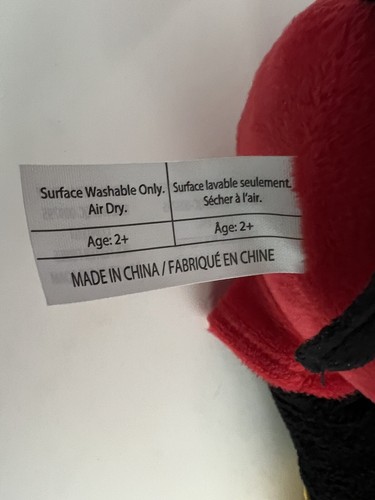 Surface Washable Only.
Air Dry.
Surface lavable seulement.
Sécher à l'air.
Age: 2+
Âge: 2+
MADE IN CHINA / FABRIQUÉ EN CHINE